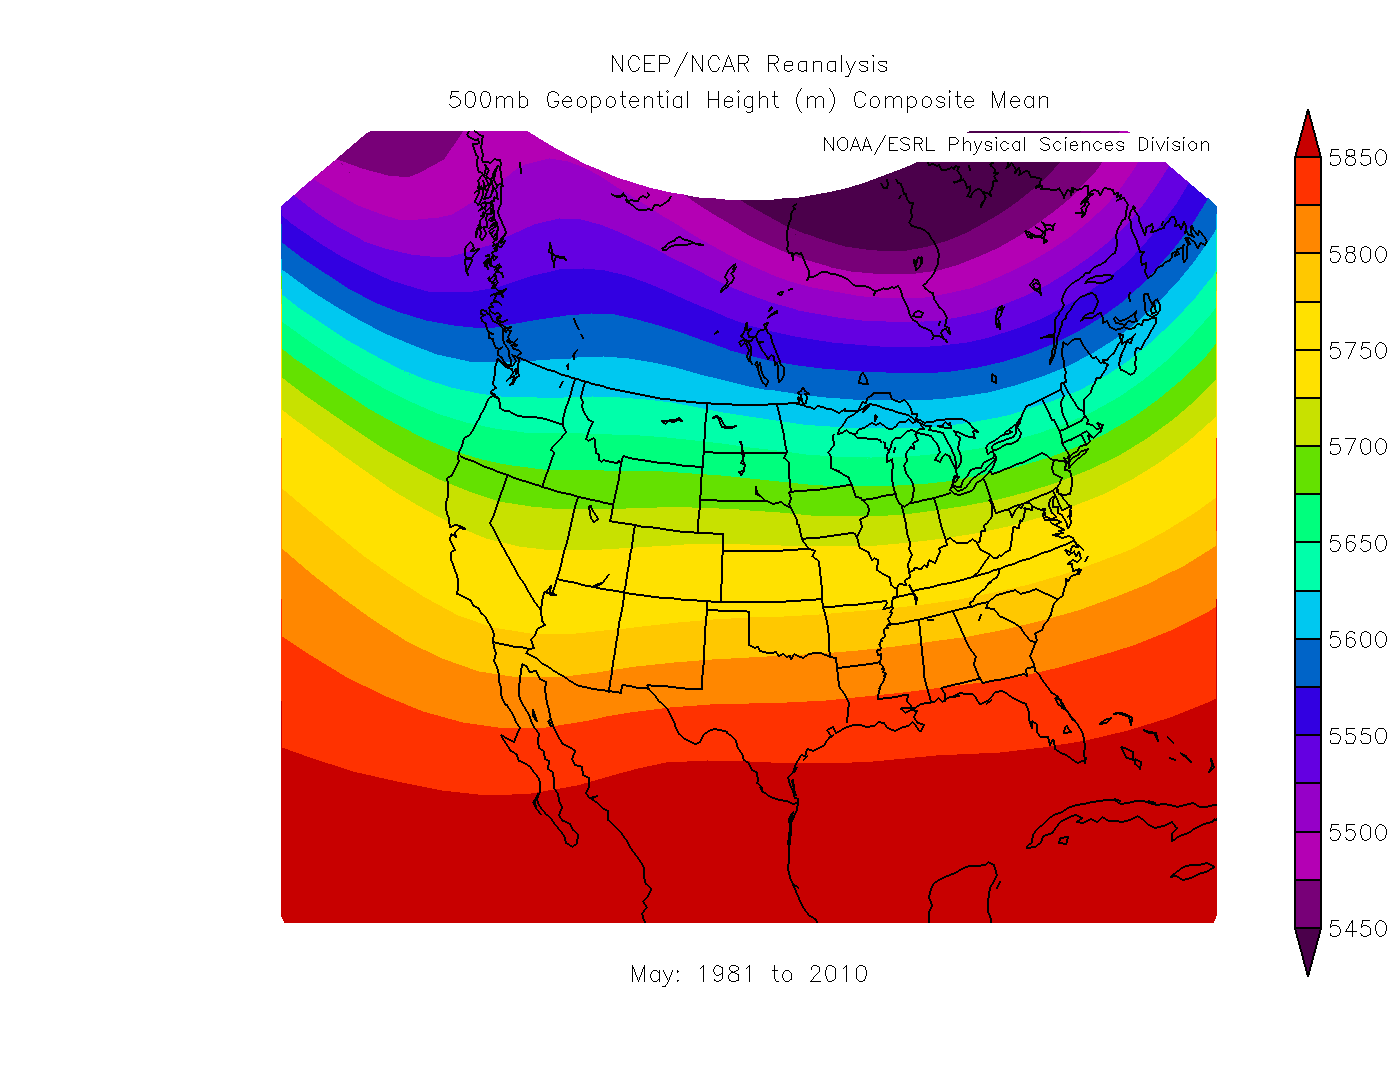 NCEP/NCAR Reanalysis
500mb Geopotential Height (m) Composite Mean
NOAA/ESRL Physical Sciences Division
5850
5800
5750
5700
5650
5600
5550
5500
5450
May: 1981 to 2010